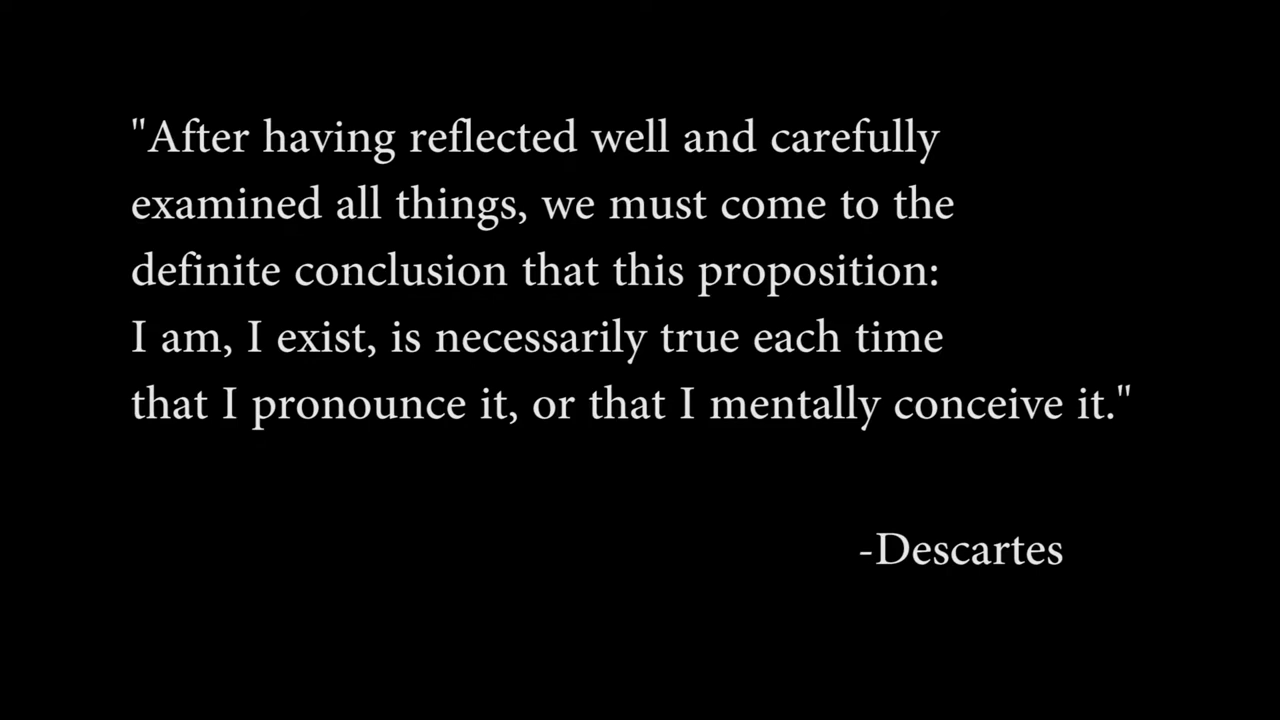 "After having reflected well and carefully
examined all things, we must come to the
definite conclusion that this proposition:
I am, I exist, is necessarily true each time
that I pronounce it, or that I mentally conceive it."
-Descartes